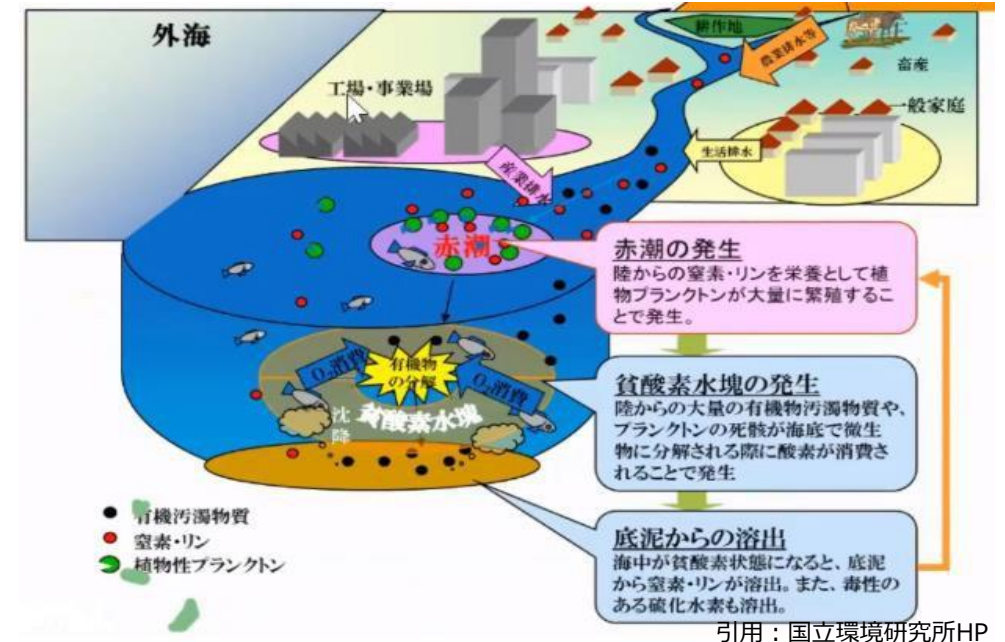 外海
工場・事業場
耕作地
農業排水等
畜産
一般家庭
生活排水
産業排水
赤潮
赤潮の発生
陸からの窒素・リンを栄養として植
物プランクトンが大量に繁殖するこ
とで発生。
有機物
の分解
O₂消費
O₂消費
沈降
貧酸素水塊
貧酸素水塊の発生
陸からの大量の有機物汚濁物質や、
プランクトンの死骸が海底で微生
物に分解される際に酸素が消費さ
れることで発生
底泥からの溶出
海中が貧酸素状態になると、底泥
から窒素・リンが溶出。また、毒性の
ある硫化水素も溶出。
有機汚濁物質
窒素・リン
植物性プランクトン
引用：国立環境研究所HP